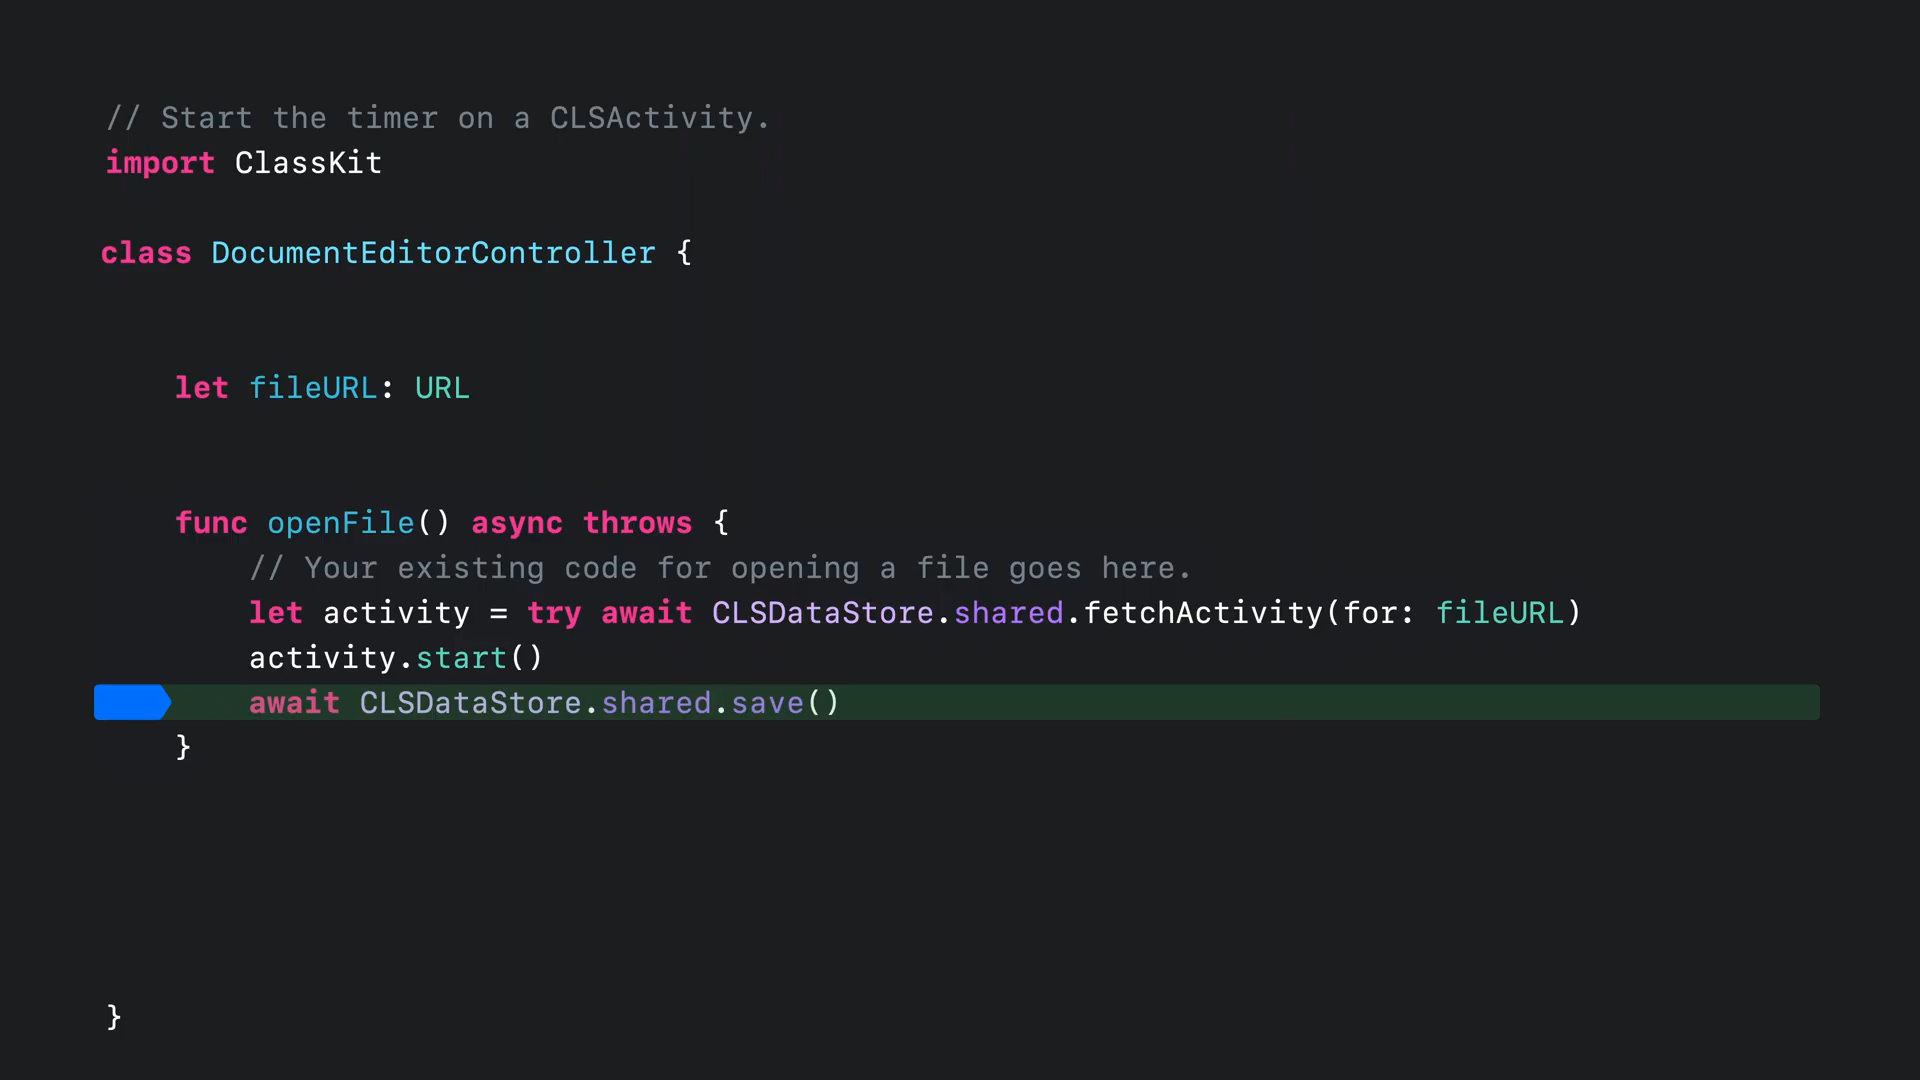 // Start the timer on a CLSActivity.
import ClassKit
class DocumentEditorController {
let fileURL: URL
func openFile() async throws {
// Your existing code for opening a file goes here.
let activity = try await CLSDataStore.shared.fetchActivity(for: fileURL)
activity.start()
await CLSDataStore.shared.save()
}
}